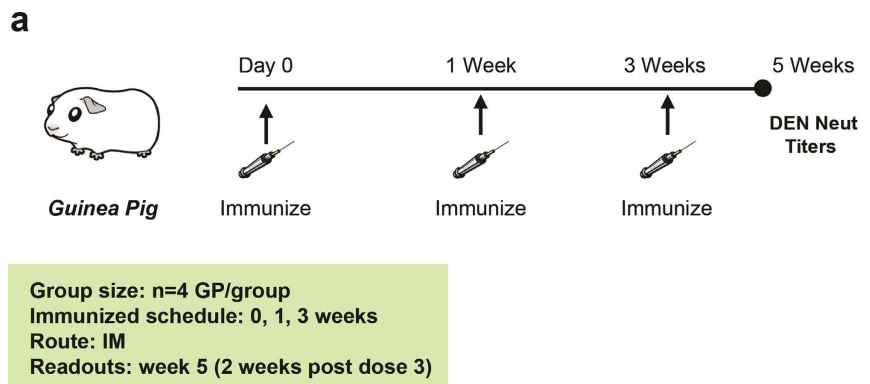 a
Day 0 1 Week 3 Weeks 5 Weeks
DEN Neut
Titers
Guinea Pig Immunize Immunize Immunize
Group size: n=4 GP/group
Immunized schedule: 0, 1, 3 weeks
Route: IM
Readouts: week 5 (2 weeks post dose 3)